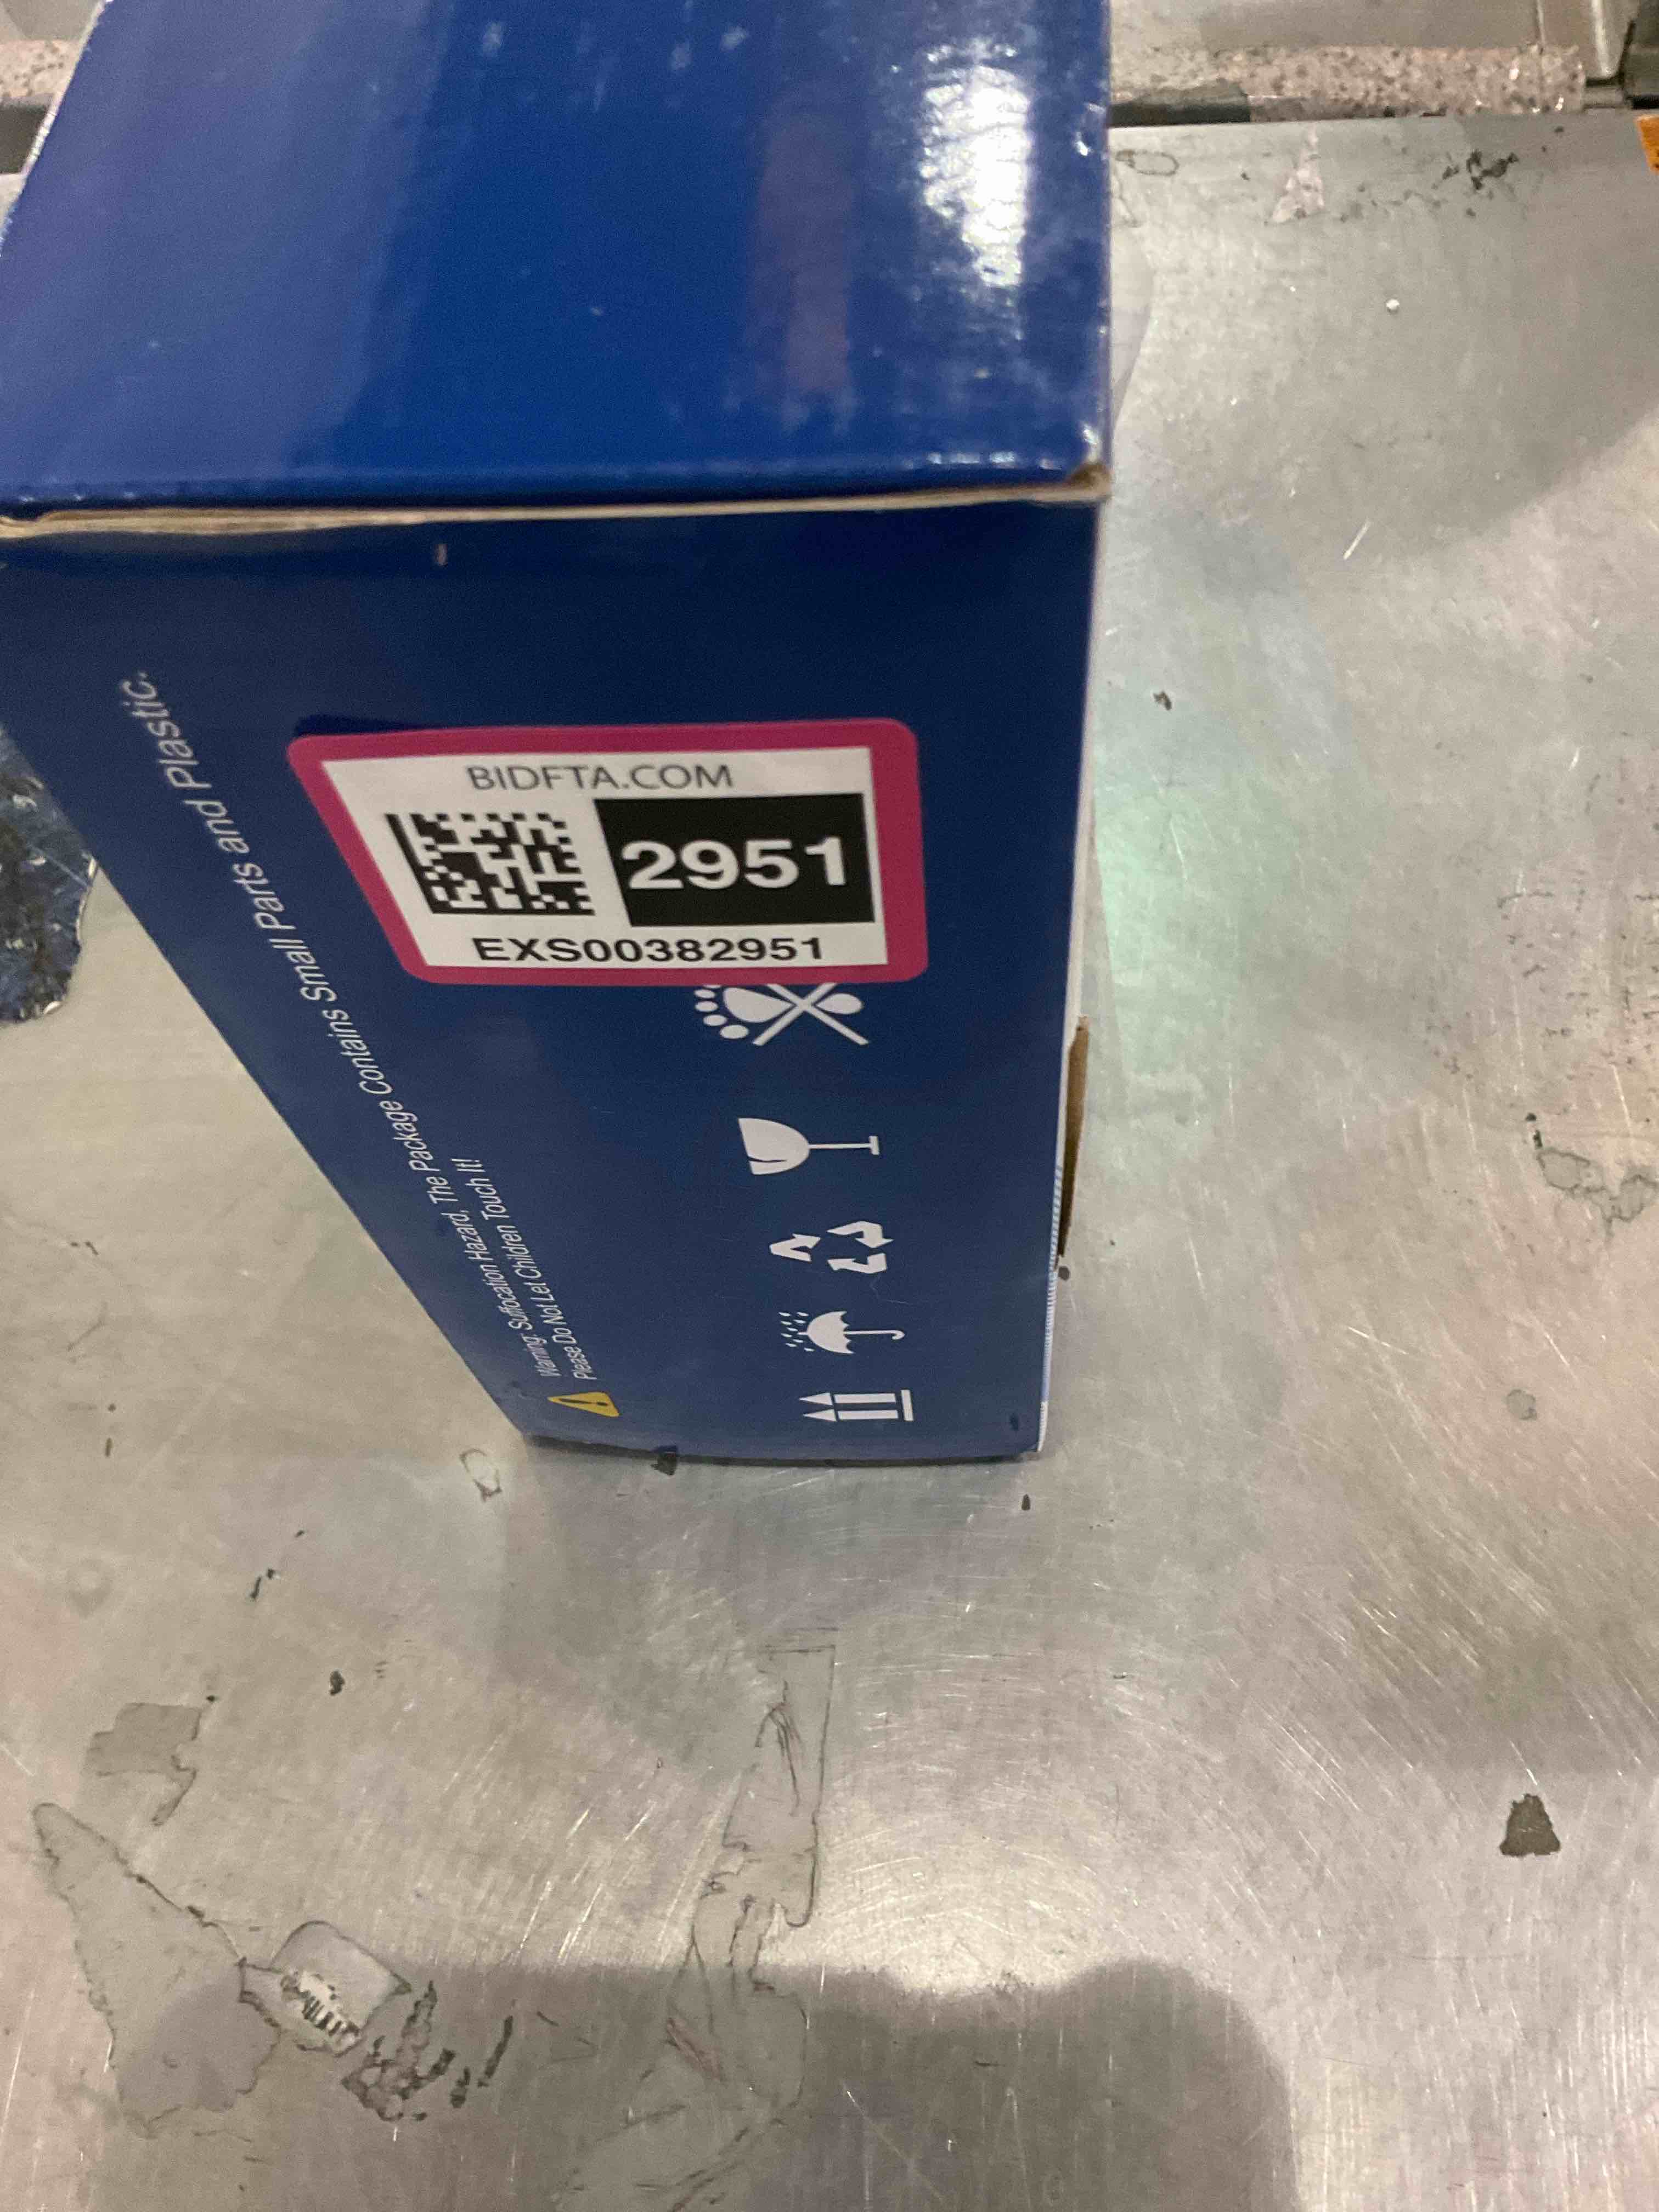 BIDFTA.COM
2951
EXS00382951
Warning: Suffocation Hazard, The Package Contains Small Parts and Plastic.
Please Do Not Let Children Touch It!